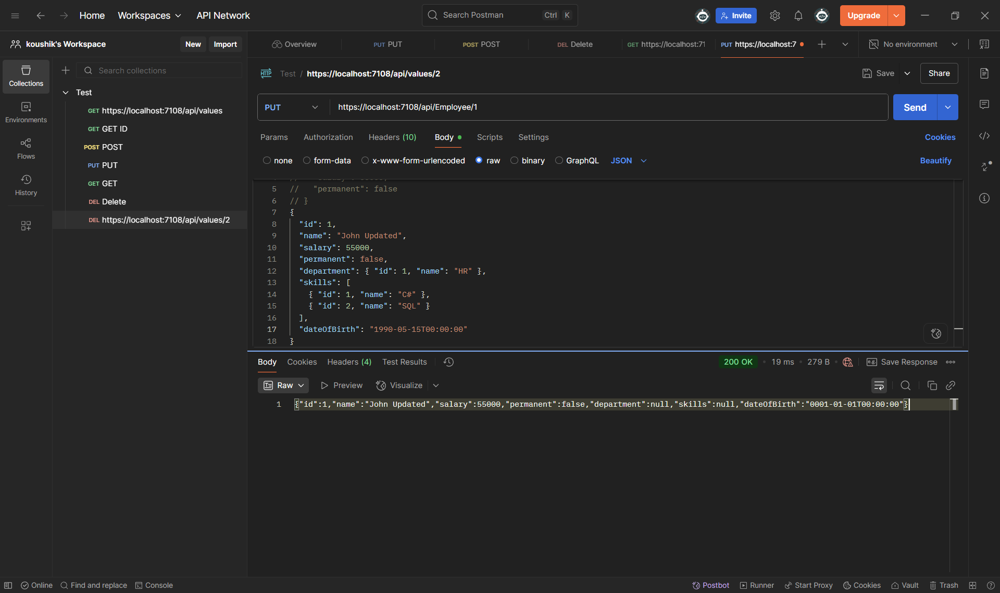 Home Workspaces API Network Search Postman Ctrl K Invite Upgrade
koushik's Workspace New Import Overview PUT PUT POST POST DEL Delete GET https://localhost:71 PUT https://localhost:7 No environment
Collections
Environments
Flows
History
Search collections
Test
GET https://localhost:7108/api/values
GET GET ID
POST POST
PUT PUT
GET GET
DEL Delete
DEL https://localhost:7108/api/values/2
HTTP Test / https://localhost:7108/api/values/2 Save Share
PUT https://localhost:7108/api/Employee/1 Send
Params Authorization Headers (10) Body Scripts Settings Cookies
none form-data x-www-form-urlencoded raw binary GraphQL JSON Beautify
5 // "permanent": false
6 // }
7 {
8 "id": 1,
9 "name": "John Updated",
10 "salary": 55000,
11 "permanent": false,
12 "department": { "id": 1, "name": "HR" },
13 "skills": [
14 { "id": 1, "name": "C#" },
15 { "id": 2, "name": "SQL" }
16 ],
17 "dateOfBirth": "1990-05-15T00:00:00"
18 }
Body Cookies Headers (4) Test Results 200 OK • 19 ms • 279 B • e.g. Save Response
Raw Preview Visualize
1 {"id":1,"name":"John Updated","salary":55000,"permanent":false,"department":null,"skills":null,"dateOfBirth":"0001-01-01T00:00:00"}
Online Find and replace Console Postbot Runner Start Proxy Cookies Vault Trash